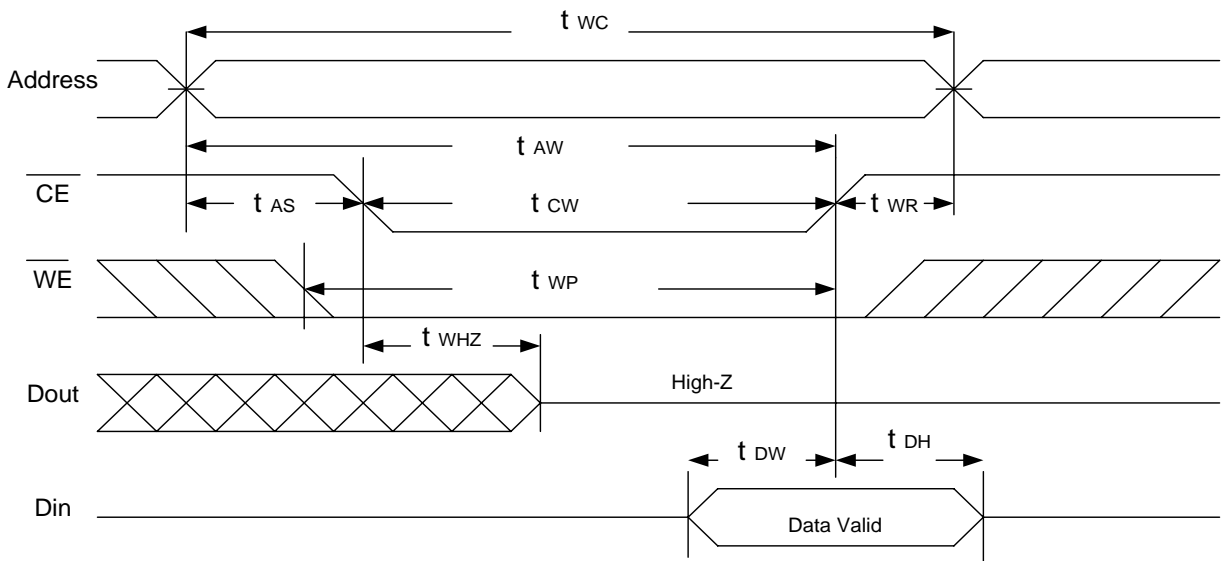 t WC
Address
t AW
CE
t AS
t CW
t WR
WE
t WP
t WHZ
Dout
High-Z
t DW
t DH
Din
Data Valid